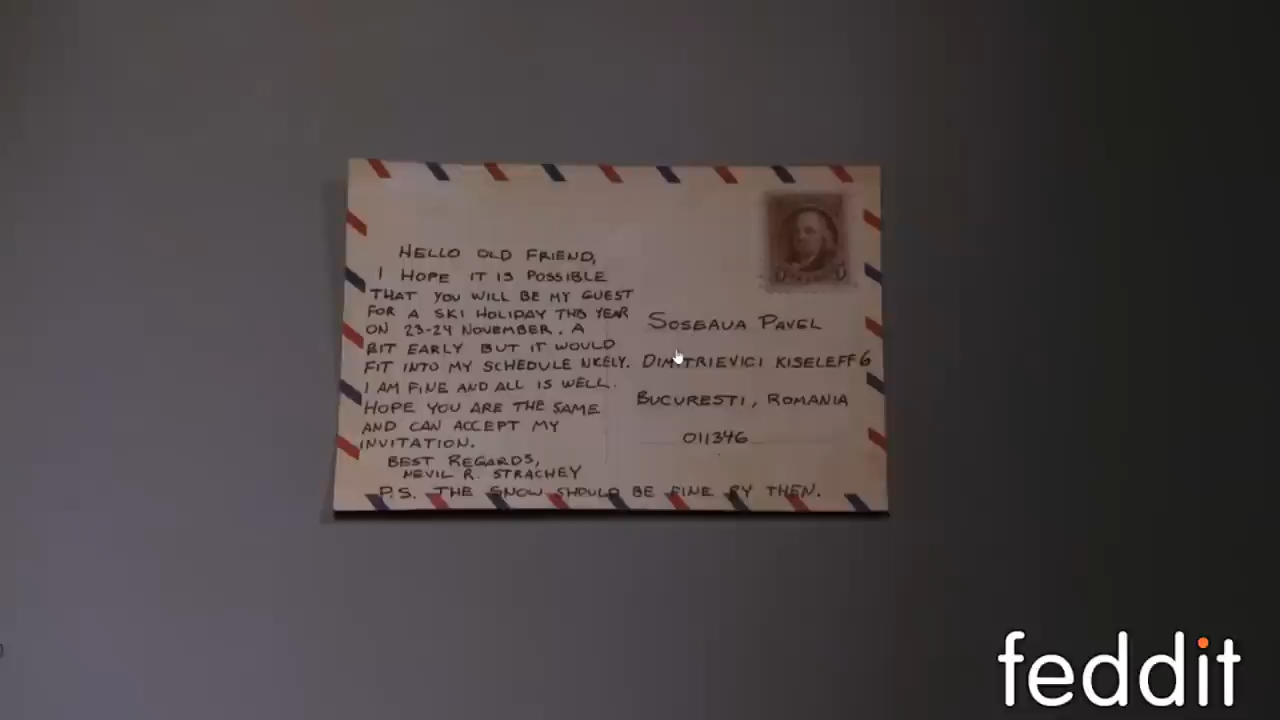 HELLO OLD FRIEND,
I HOPE IT IS POSSIBLE
THAT YOU WILL BE MY GUEST
FOR A SKI HOLIDAY THIS YEAR
ON 23-24 NOVEMBER. A
BIT EARLY BUT IT WOULD
FIT INTO MY SCHEDULE NICELY.
I AM FINE AND ALL IS WELL.
HOPE YOU ARE THE SAME
AND CAN ACCEPT MY
INVITATION.
BEST REGARDS,
NEVIL R. STRACHEY
P.S. THE SNOW SHOULD BE FINE BY THEN.
SOSEAUA PAVEL
DIMITRIEVICI KISELEFF 6
BUCURESTI, ROMANIA
011346
feddit